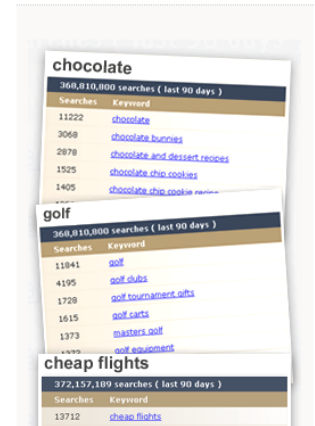 chocolate
368,810,800 searches ( last 90 days )
Searches Keyword
11222 chocolate
3068 chocolate bunnies
2878 chocolate and dessert recipes
1525 chocolate chip cookies
1405 chocolate chip cookie
golf
368,810,800 searches ( last 90 days )
Searches Keyword
11841 golf
4195 golf clubs
1728 golf tournament gifts
1615 golf carts
1373 masters golf
golf equipment
cheap flights
372,157,189 searches ( last 90 days )
Searches Keyword
13712 cheap flights